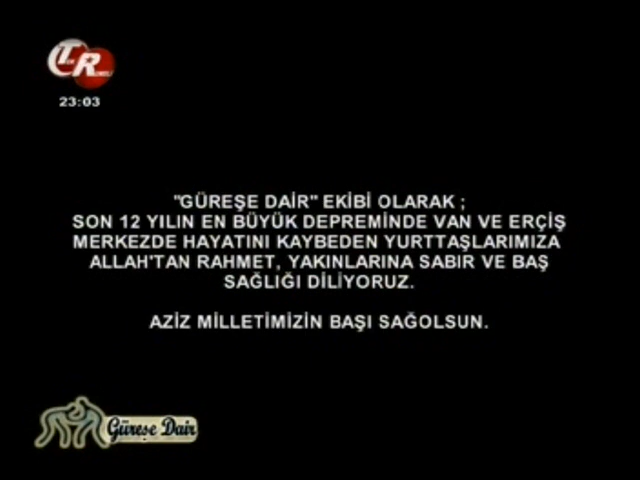 TR
23:03
"GÜREŞE DAİR" EKİBİ OLARAK ;
SON 12 YILIN EN BÜYÜK DEPREMİNDE VAN VE ERÇİŞ
MERKEZDE HAYATINI KAYBEDEN YURTTAŞLARIMIZA
ALLAH'TAN RAHMET, YAKINLARINA SABIR VE BAŞ
SAĞLIĞI DİLİYORUZ.
AZİZ MİLLETİMİZİN BAŞI SAĞOLSUN.
Güreşe Dair